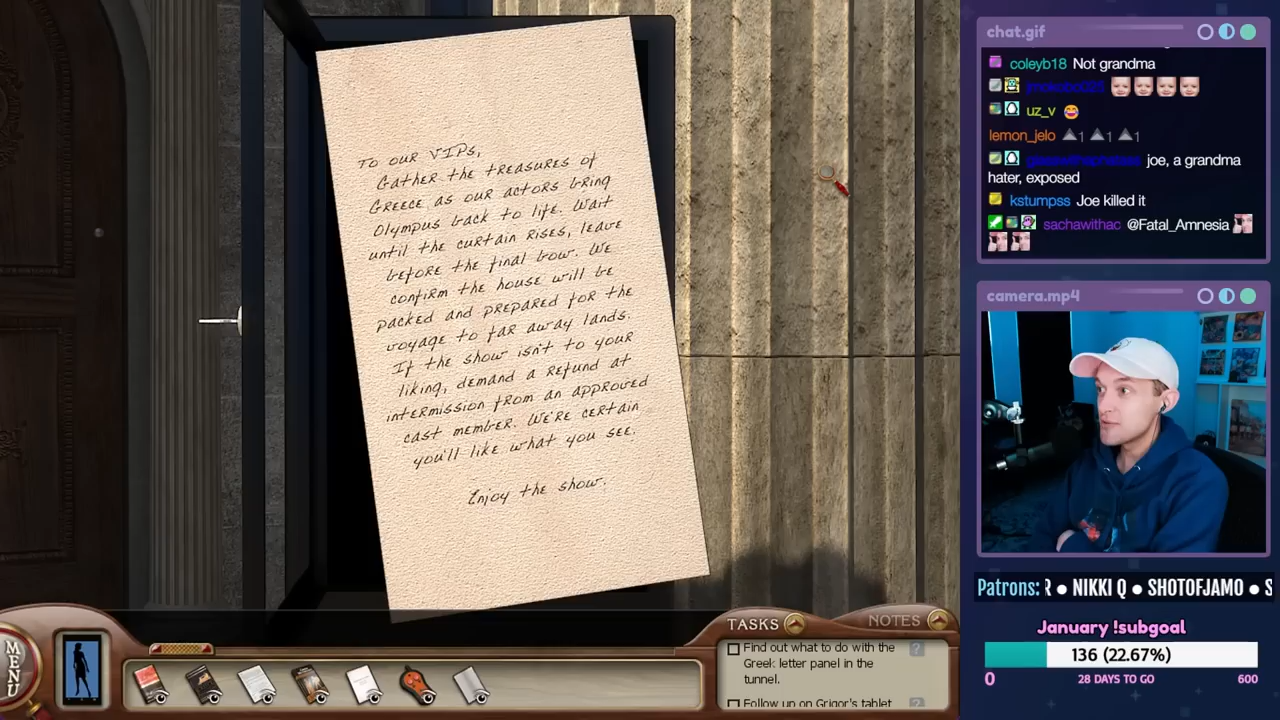 To our VIPs,
Gather the treasures of
Greece as our actors bring
Olympus back to life. Wait
until the curtain rises, leave
before the final bow. We
confirm the house will be
packed and prepared for the
voyage to far away lands.
If the show isn't to your
liking, demand a refund at
intermission from an approved
cast member. We're certain
you'll like what you see.
Enjoy the show.
MENU
TASKS
NOTES
Find out what to do with the
Greek letter panel in the
tunnel.
Follow up on Grigor's tablet
?
?
chat.gif
coleyb18 Not grandma
uz_v
lemon_jelo 1 1 1
joe, a grandma
hater, exposed
kstumpss Joe killed it
sachawithac @Fatal_Amnesia
camera.mp4
Patrons: R ● NIKKI Q ● SHOTOFJAMO ● S
January !subgoal
136 (22.67%)
0 28 DAYS TO GO 600